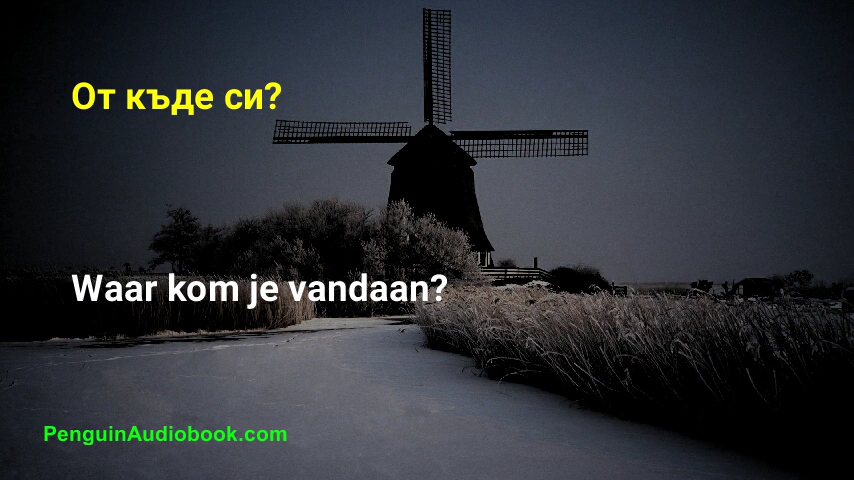 От къде си?
Waar kom je vandaan?
PenguinAudiobook.com